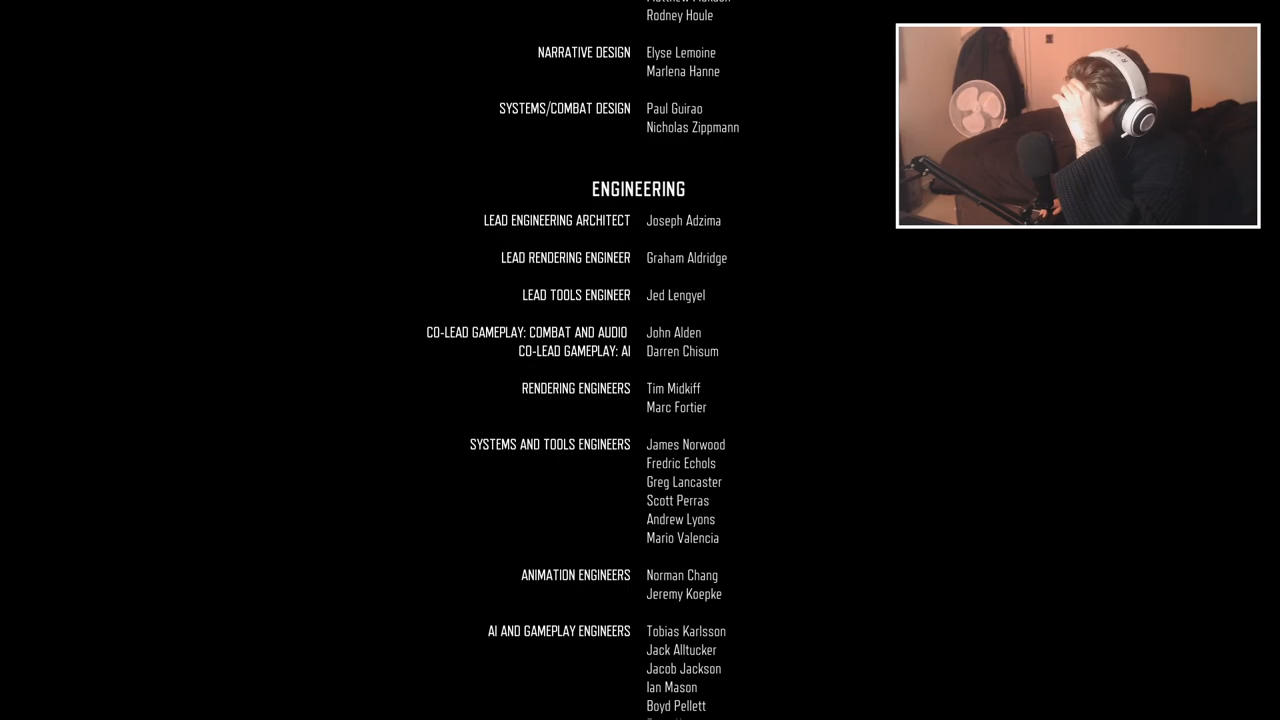 Rodney Houle
NARRATIVE DESIGN Elyse Lemoine
Marlena Hanne
SYSTEMS/COMBAT DESIGN Paul Guirao
Nicholas Zippmann
ENGINEERING
LEAD ENGINEERING ARCHITECT Joseph Adzima
LEAD RENDERING ENGINEER Graham Aldridge
LEAD TOOLS ENGINEER Jed Lengyel
CO-LEAD GAMEPLAY: COMBAT AND AUDIO John Alden
CO-LEAD GAMEPLAY: AI Darren Chisum
RENDERING ENGINEERS Tim Midkiff
Marc Fortier
SYSTEMS AND TOOLS ENGINEERS James Norwood
Fredric Echols
Greg Lancaster
Scott Perras
Andrew Lyons
Mario Valencia
ANIMATION ENGINEERS Norman Chang
Jeremy Koepke
AI AND GAMEPLAY ENGINEERS Tobias Karlsson
Jack Alltucker
Jacob Jackson
Ian Mason
Boyd Pellett